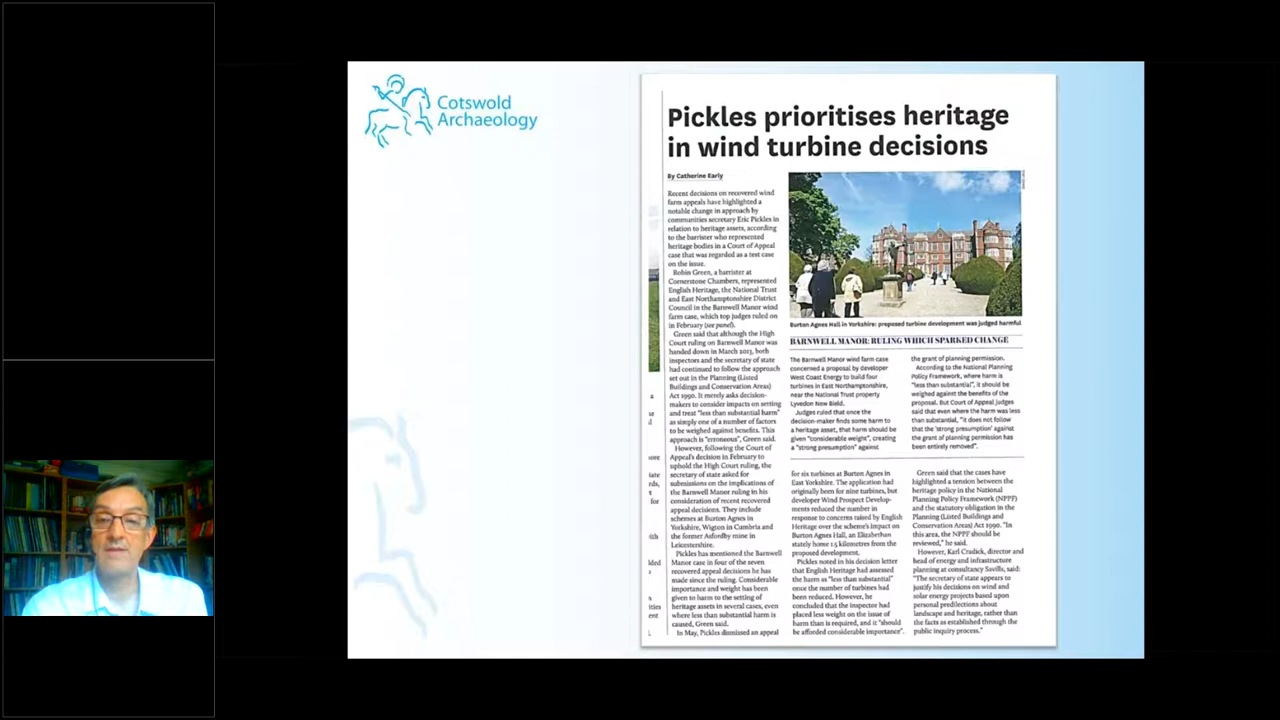 Cotswold
Archaeology
Pickles prioritises heritage
in wind turbine decisions
By Catherine Early
Recent decisions on recovered wind
farm appeals have highlighted a
notable change in approach by
communities secretary Eric Pickles in
relation to heritage assets, according
to the barrister who represented
heritage bodies in a Court of Appeal
case that was regarded as a test case
on the issue.
Robin Green, a barrister at
Cornerstone Chambers, represented
English Heritage, the National Trust
and East Northamptonshire District
Council in the Barnwell Manor wind
farm case, which top judges ruled on
in February (see panel).
Green said that although the High
Court ruling on Barnwell Manor was
handed down in March 2013, both
inspectors and the secretary of state
had continued to follow the approach
set out in the Planning (Listed
Buildings and Conservation Areas)
Act 1990. It merely asks decision-
makers to consider impacts on setting
and treat "less than substantial harm"
as simply one of a number of factors
to be weighed against benefits. This
approach is "erroneous", Green said.
However, following the Court of
Appeal's decision in February to
uphold the High Court ruling, the
secretary of state asked for
submissions on the implications of
the Barnwell Manor ruling in his
consideration of recent recovered
appeal decisions. They include
schemes at Burton Agnes in
Yorkshire, Wigton in Cumbria and
the former Asfordby mine in
Leicestershire.
Pickles has mentioned the Barnwell
Manor case in four of the seven
recovered appeal decisions he has
made since the ruling. Considerable
importance and weight has been
given to harm to the setting of
heritage assets in several cases, even
where less than substantial harm is
caused, Green said.
In May, Pickles dismissed an appeal
Burton Agnes Hall in Yorkshire: proposed turbine development was judged harmful
BARNWELL MANOR: RULING WHICH SPARKED CHANGE
The Barnwell Manor wind farm case
concerned a proposal by developer
West Coast Energy to build four
turbines in East Northamptonshire,
near the National Trust property
Lyveden New Bield.
Judges ruled that once the
decision-maker finds some harm to
a heritage asset, that harm should be
given "considerable weight", creating
a "strong presumption" against
the grant of planning permission.
According to the National Planning
Policy Framework, where harm is
"less than substantial", it should be
weighed against the benefits of the
proposal. But Court of Appeal judges
said that even where the harm was less
than substantial, "it does not follow
that the 'strong presumption' against
the grant of planning permission has
been entirely removed".
for six turbines at Burton Agnes in
East Yorkshire. The application had
originally been for nine turbines, but
developer Wind Prospect Develop-
ments reduced the number in
response to concerns raised by English
Heritage over the scheme's impact on
Burton Agnes Hall, an Elizabethan
stately home 1.5 kilometres from the
proposed development.
Pickles noted in his decision letter
that English Heritage had assessed
the harm as "less than substantial"
once the number of turbines had
been reduced. However, he
concluded that the inspector had
placed less weight on the issue of
harm than is required, and it "should
be afforded considerable importance".
Green said that the cases have
highlighted a tension between the
heritage policy in the National
Planning Policy Framework (NPPF)
and the statutory obligation in the
Planning (Listed Buildings and
Conservation Areas) Act 1990. "In
this area, the NPPF should be
reviewed," he said.
However, Karl Cradick, director and
head of energy and infrastructure
planning at consultancy Savills, said:
"The secretary of state appears to
justify his decisions on wind and
solar energy projects based upon
personal predilections about
landscape and heritage, rather than
the facts as established through the
public inquiry process."